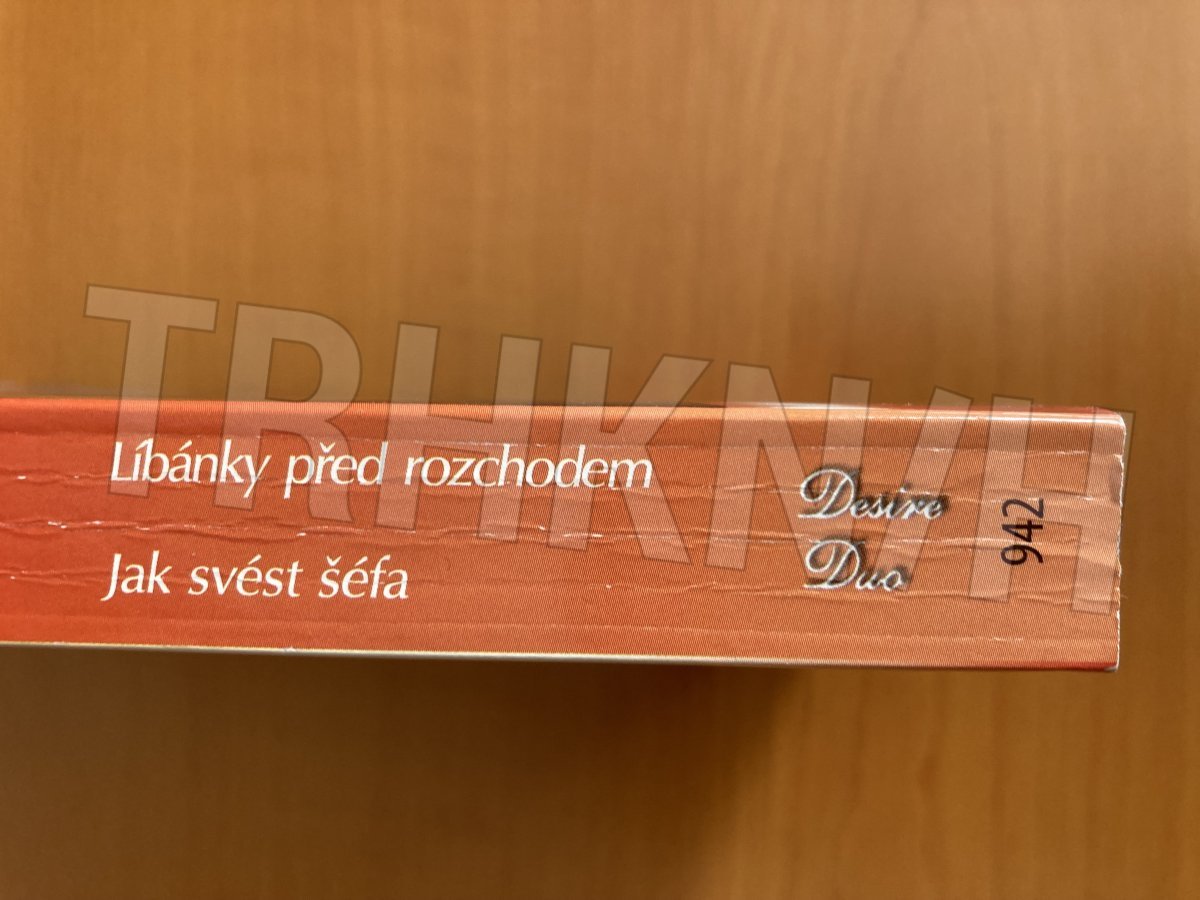 Líbánky před rozchodem
Jak svést šéfa
Desire
Duo
942
TRHKNIH